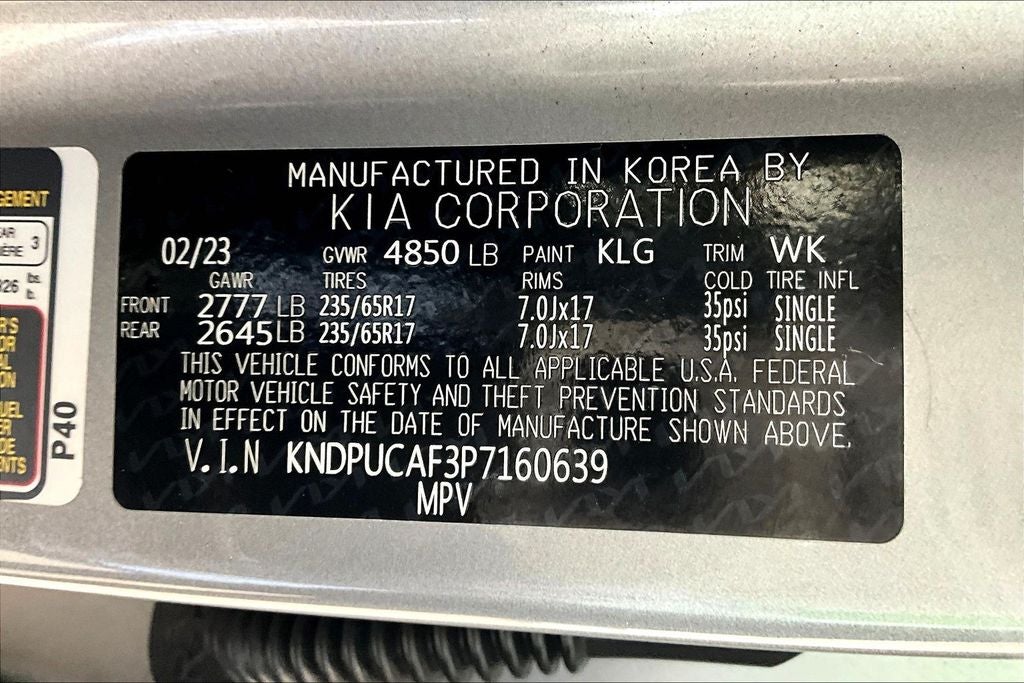 MANUFACTURED IN KOREA BY
KIA CORPORATION
02/23 GVWR 4850 LB PAINT KLG TRIM WK
GAWR TIRES RIMS COLD TIRE INFL
FRONT 2777 LB 235/65R17 7.0Jx17 35psi SINGLE
REAR 2645 LB 235/65R17 7.0Jx17 35psi SINGLE
THIS VEHICLE CONFORMS TO ALL APPLICABLE U.S.A. FEDERAL
MOTOR VEHICLE SAFETY AND THEFT PREVENTION STANDARDS
IN EFFECT ON THE DATE OF MANUFACTURE SHOWN ABOVE.
V.I.N KNDPUCAF3P7160639
MPV
P40
3
lbs.